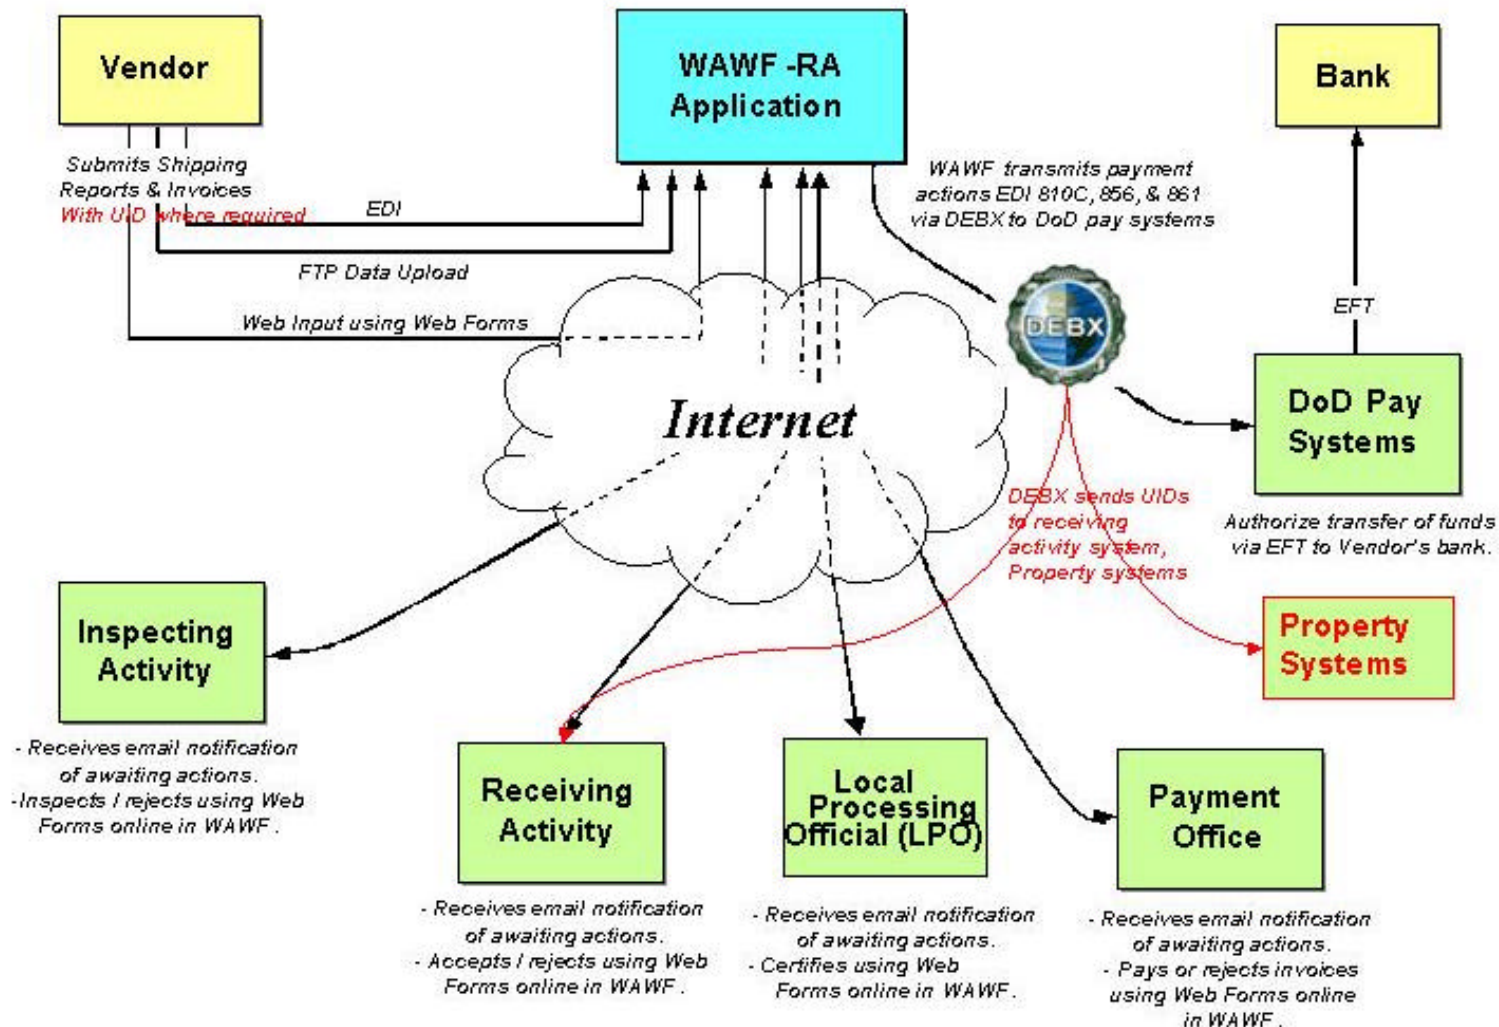 Vendor
WAWF -RA
Application
Bank
Submits Shipping
Reports & Invoices
With UID where required
EDI
FTP Data Upload
Web Input using Web Forms
WAWF transmits payment
actions EDI 810C, 856, & 861
via DEBX to DoD pay systems
DEBX
EFT
DoD Pay
Systems
Authorize transfer of funds
via EFT to Vendor's bank.
Internet
DEBX sends UIDs
to receiving
activity system,
Property systems
Property
Systems
Inspecting
Activity
- Receives email notification
of awaiting actions.
-Inspects / rejects using Web
Forms online in WAWF.
Receiving
Activity
- Receives email notification
of awaiting actions.
- Accepts / rejects using Web
Forms online in WAWF.
Local
Processing
Official (LPO)
- Receives email notification
of awaiting actions.
- Certifies using Web
Forms online in WAWF.
Payment
Office
- Receives email notification
of awaiting actions.
- Pays or rejects invoices
using Web Forms online
in WAWF.